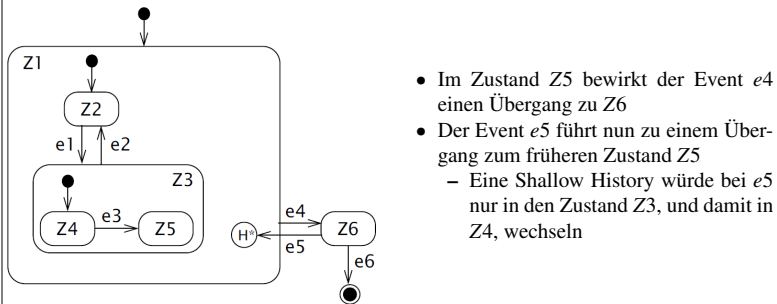 Z1
Z2
e1
e2
Z3
Z4
e3
Z5
H*
e4
e5
Z6
e6
• Im Zustand Z5 bewirkt der Event e4
einen Übergang zu Z6
• Der Event e5 führt nun zu einem Über-
gang zum früheren Zustand Z5
– Eine Shallow History würde bei e5
nur in den Zustand Z3, und damit in
Z4, wechseln